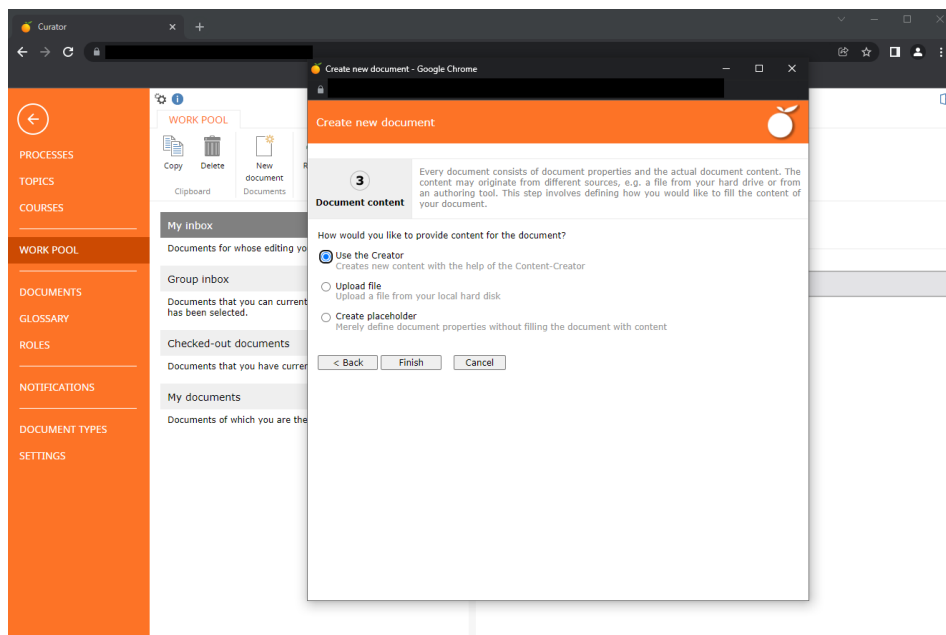 Curator
WORK POOL
Copy
Delete
New
document
Clipboard
Documents
PROCESSES
TOPICS
COURSES
WORK POOL
DOCUMENTS
GLOSSARY
ROLES
NOTIFICATIONS
DOCUMENT TYPES
SETTINGS
My inbox
Documents for whose editing yo
Group inbox
Documents that you can current
has been selected.
Checked-out documents
Documents that you have currer
My documents
Documents of which you are the
Create new document - Google Chrome
Create new document
3
Document content
Every document consists of document properties and the actual document content. The
content may originate from different sources, e.g. a file from your hard drive or from
an authoring tool. This step involves defining how you would like to fill the content of
your document.
How would you like to provide content for the document?
Use the Creator
Creates new content with the help of the Content-Creator
Upload file
Upload a file from your local hard disk
Create placeholder
Merely define document properties without filling the document with content
< Back
Finish
Cancel